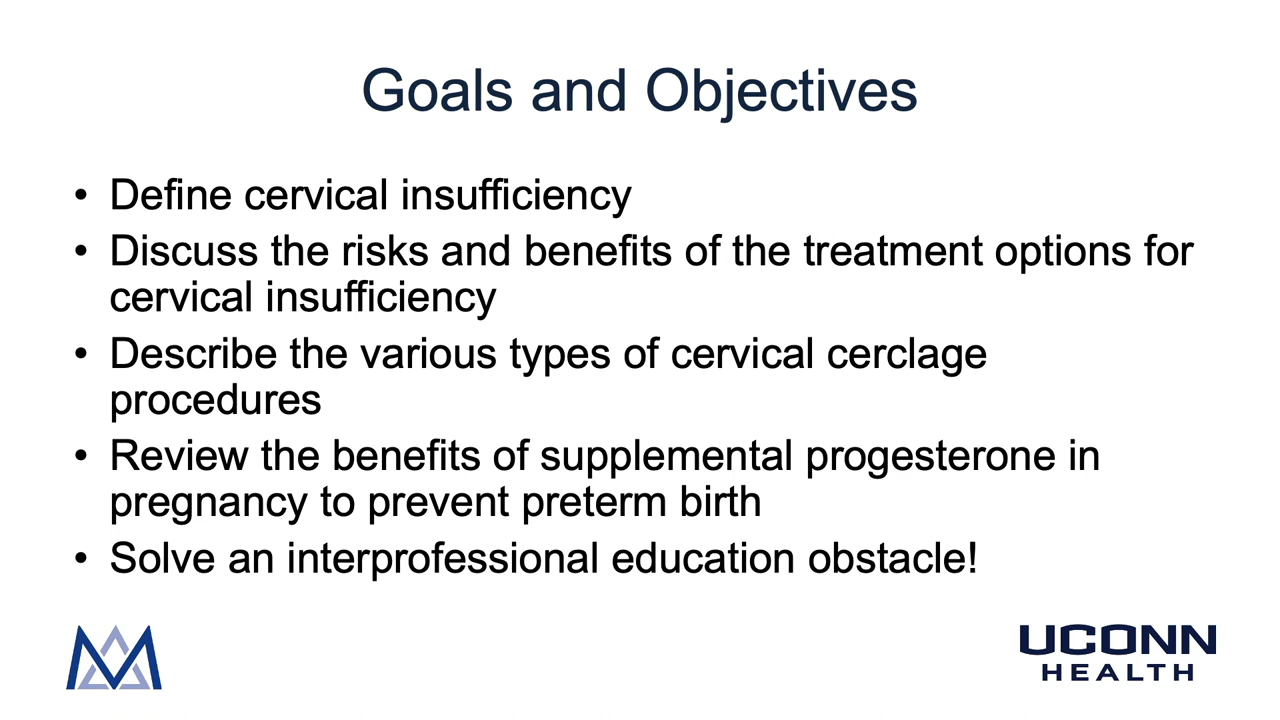 Goals and Objectives
• Define cervical insufficiency
• Discuss the risks and benefits of the treatment options for
cervical insufficiency
• Describe the various types of cervical cerclage
procedures
• Review the benefits of supplemental progesterone in
pregnancy to prevent preterm birth
• Solve an interprofessional education obstacle!
UCONN
HEALTH